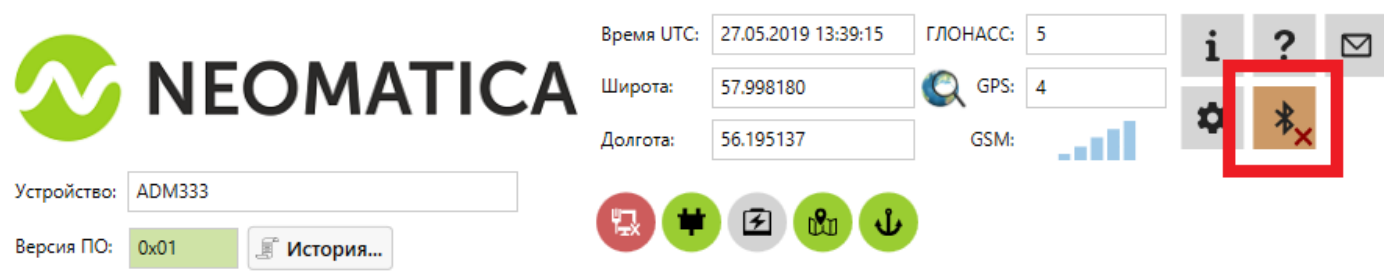 NEOMATICA
Время UTC: 27.05.2019 13:39:15 ГЛОНАСС: 5
Широта: 57.998180 GPS: 4
Долгота: 56.195137 GSM:
Устройство: ADM333
Версия ПО: 0x01 История...